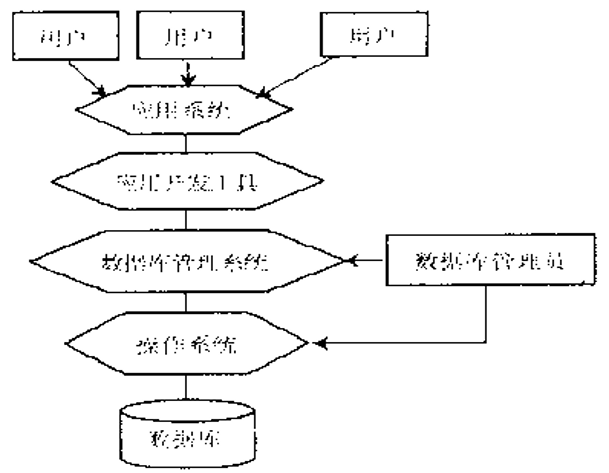 用户
用户
用户
应用系统
应用开发工具
数据库管理系统
数据库管理员
操作系统
数据库